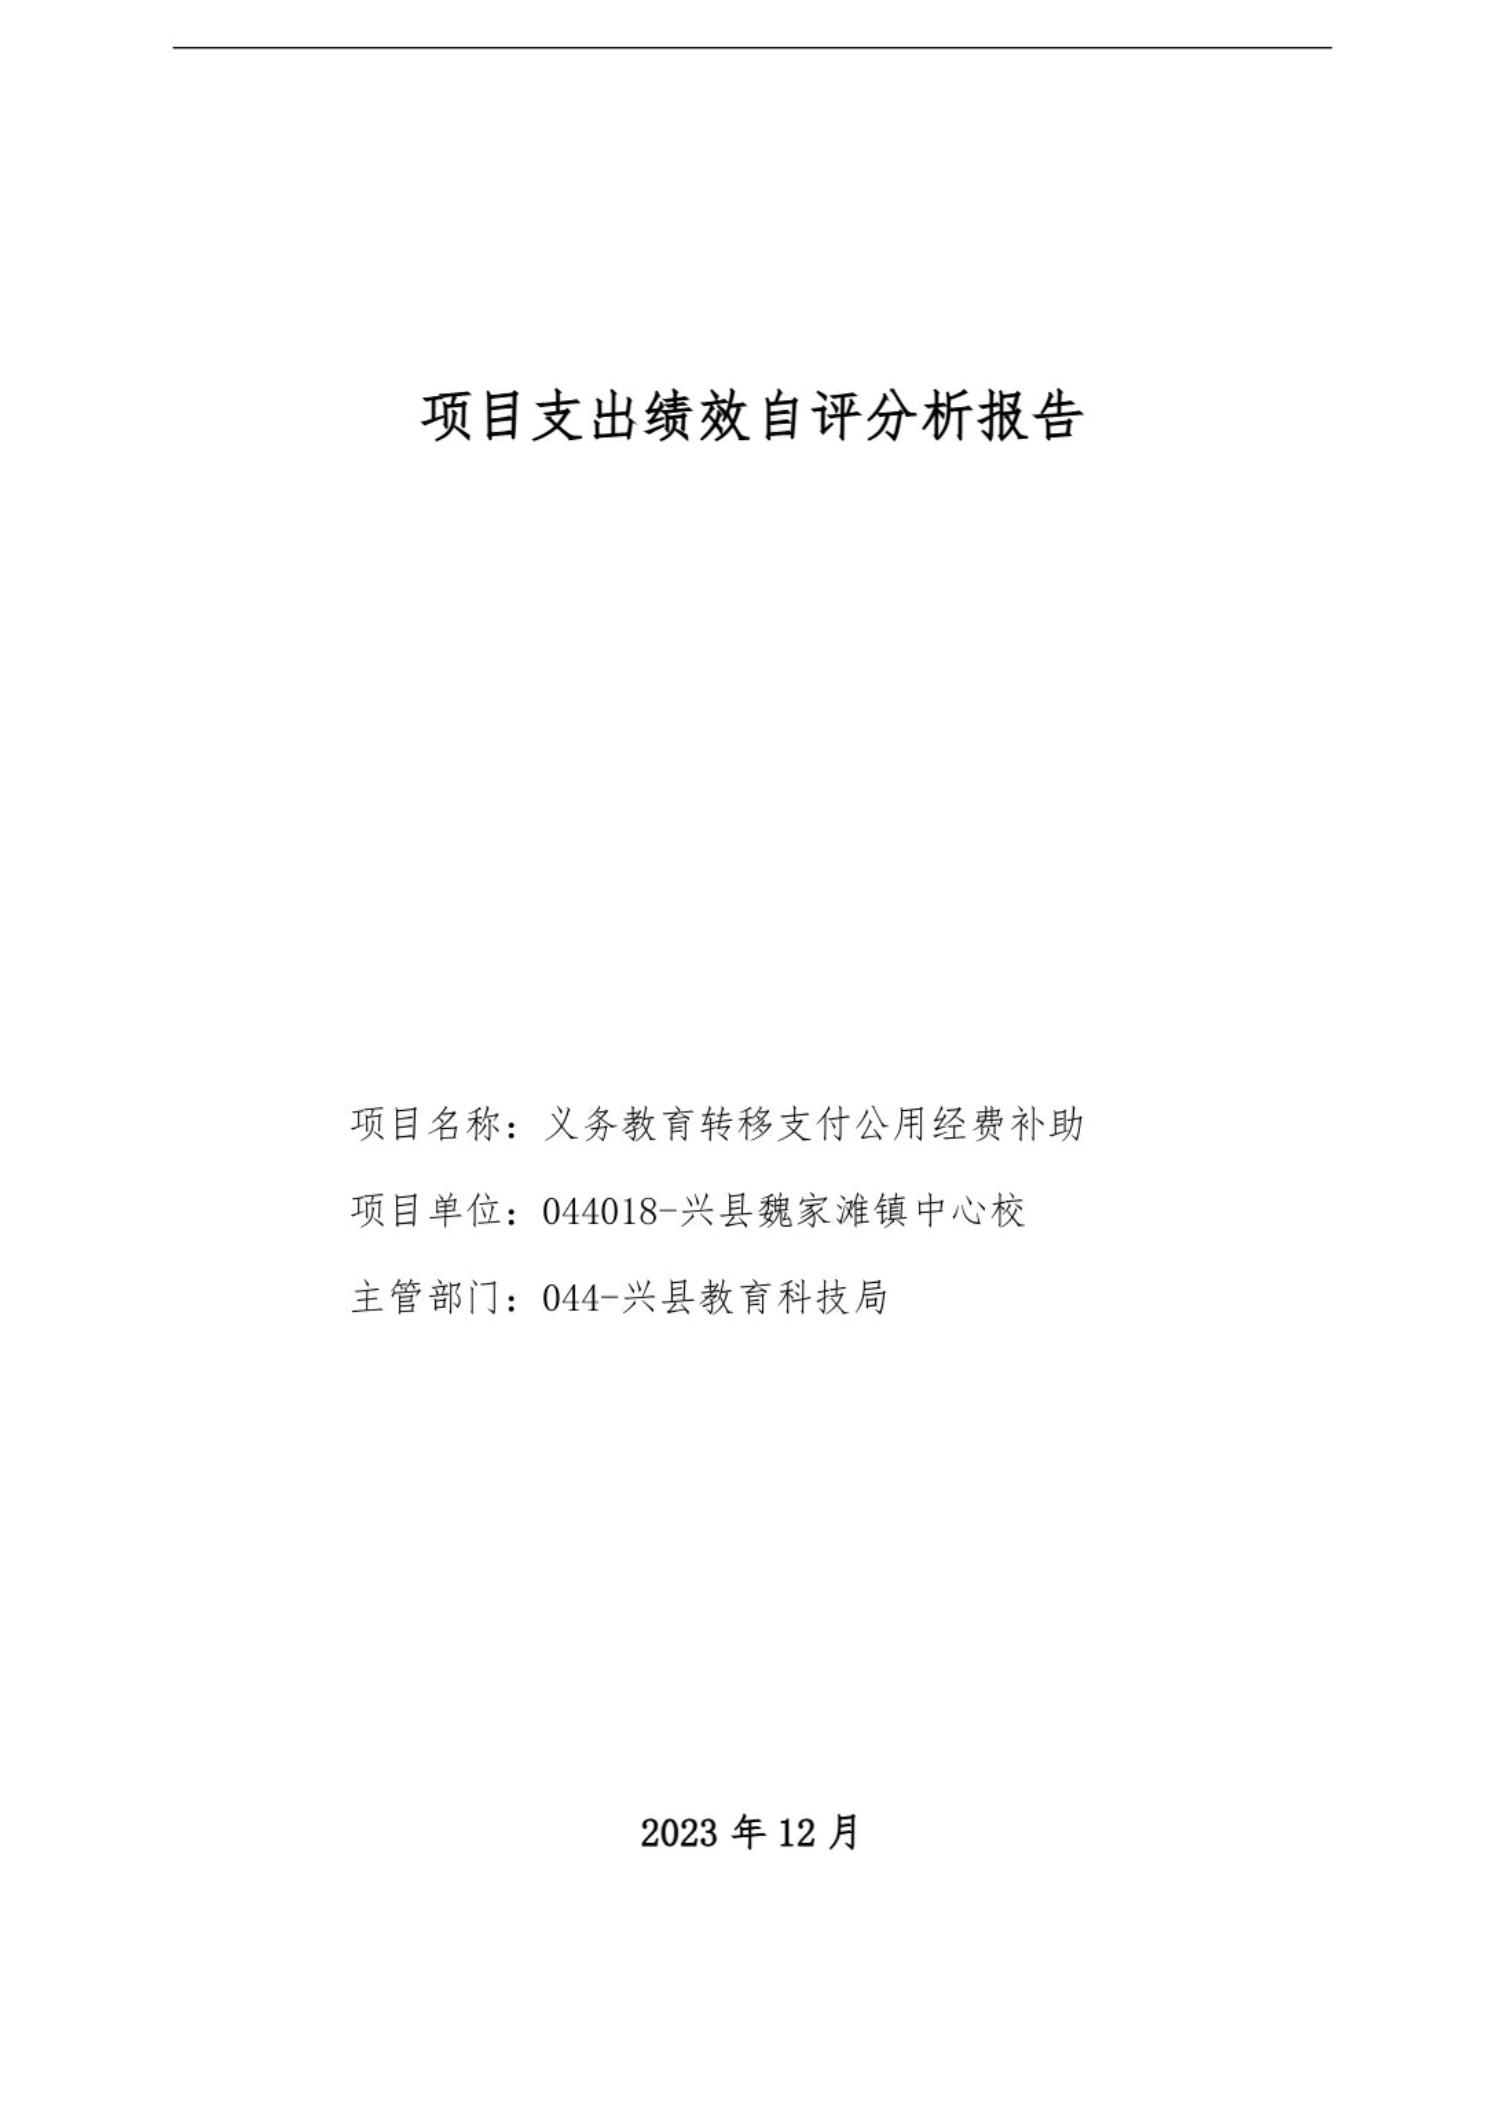 项目支出绩效自评分析报告
项目名称：义务教育转移支付公用经费补助
项目单位：044018-兴县魏家滩镇中心校
主管部门：044-兴县教育科技局
2023 年 12 月